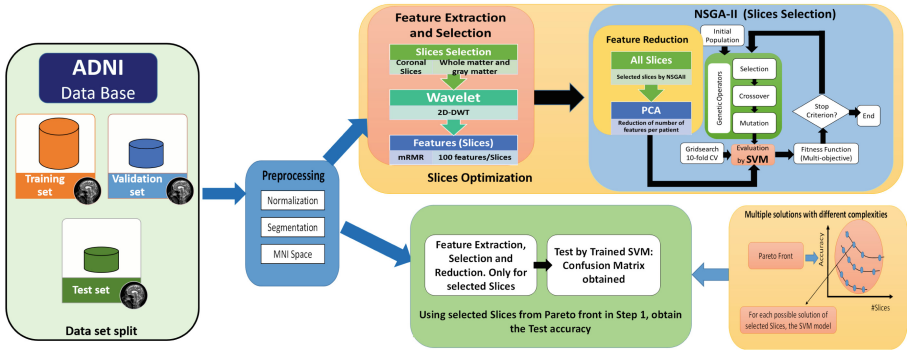 ADNI
Data Base
Training
set
Validation
set
Test set
Data set split
Preprocessing
Normalization
Segmentation
MNI Space
Feature Extraction
and Selection
Slices Selection
Coronal
Slices
Whole matter and
gray matter
Wavelet
2D-DWT
Features (Slices)
mRMR
100 features/Slices
Slices Optimization
NSGA-II (Slices Selection)
Feature Reduction
All Slices
Selected slices by NSGAII
PCA
Reduction of number of
features per patient
Initial
Population
Genetic Operators
Selection
Crossover
Mutation
Gridsearch
10-fold CV
Evaluation
by SVM
Fitness Function
(Multi-objective)
Stop
Criterion?
End
Feature Extraction,
Selection and
Reduction. Only for
selected Slices
Test by Trained SVM:
Confusion Matrix
obtained
Using selected Slices from Pareto front in Step 1, obtain
the Test accuracy
Multiple solutions with different complexities
Pareto Front
Accuracy
#Slices
For each possible solution of
selected Slices, the SVM model